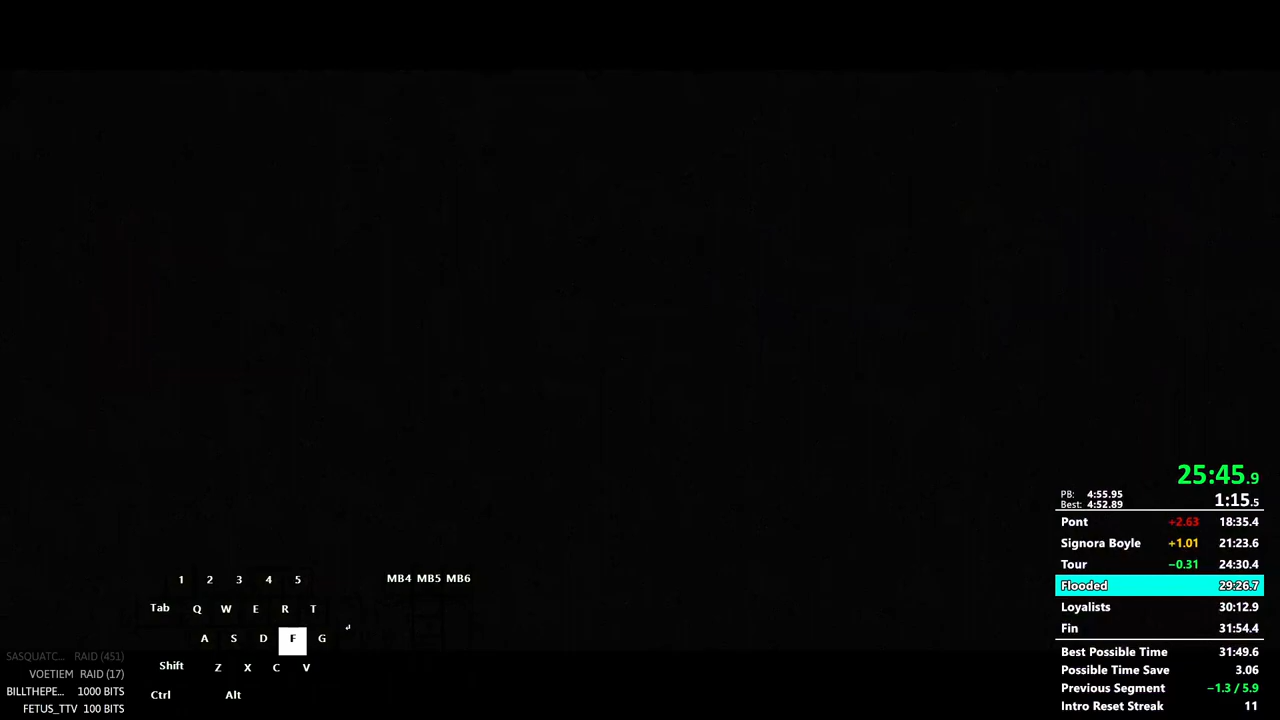 25:45.9
PB: 4:55.95
Best: 4:52.89
1:15.5
Pont +2.63 18:35.4
Signora Boyle +1.01 21:23.6
Tour −0.31 24:30.4
Flooded 29:26.7
Loyalists 30:12.9
Fin 31:54.4
Best Possible Time 31:49.6
Possible Time Save 3.06
Previous Segment −1.3 / 5.9
Intro Reset Streak 11
1 2 3 4 5 MB4 MB5 MB6
Tab Q W E R T
A S D F G ↵
Shift Z X C V
Ctrl Alt
SASQUATC... RAID (451)
VOETIEM RAID (17)
BILLTHEPE... 1000 BITS
FETUS_TTV 100 BITS